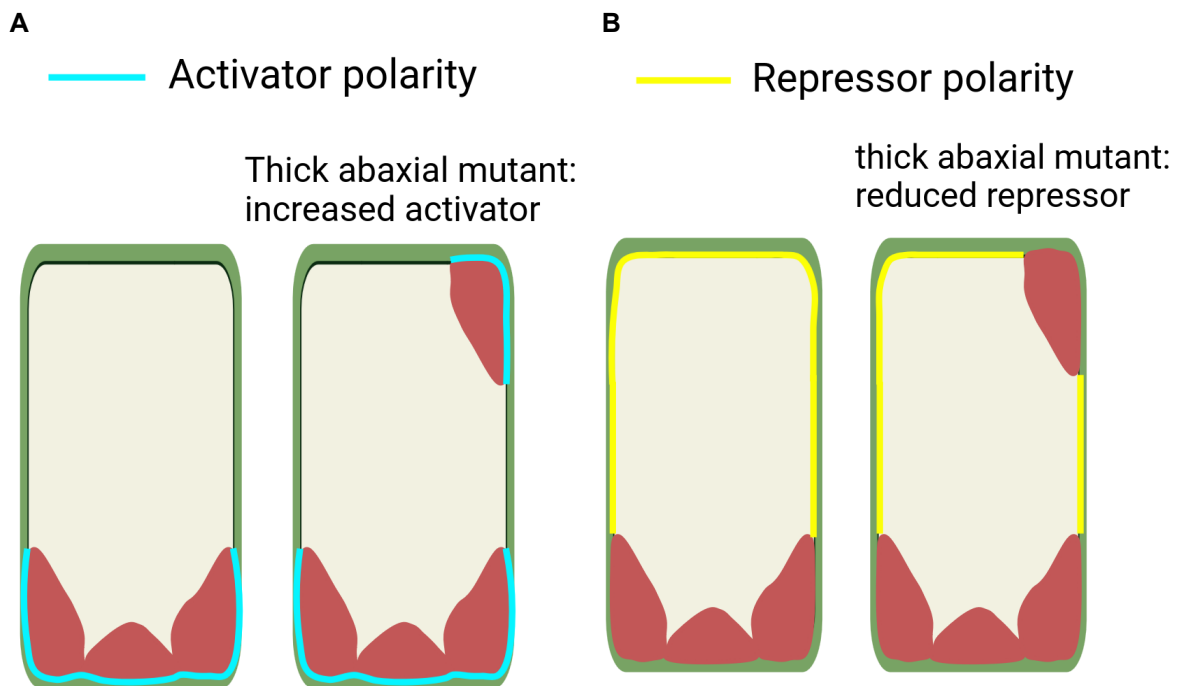 A
Activator polarity
Thick abaxial mutant:
increased activator
B
Repressor polarity
thick abaxial mutant:
reduced repressor